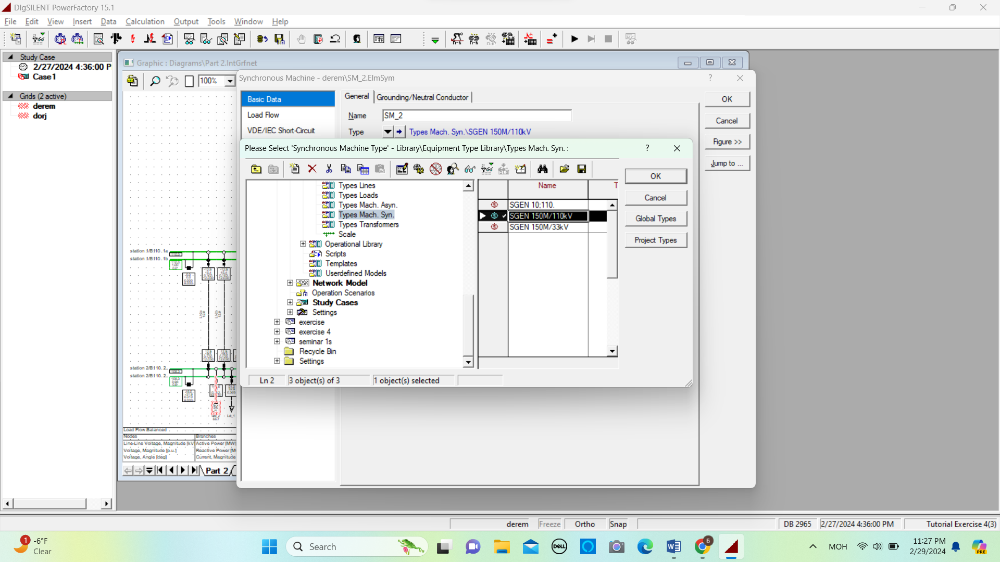 DIgSILENT PowerFactory 15.1
File Edit View Insert Data Calculation Output Tools Window Help
Study Case
2/27/2024 4:36:00 P
Case1
Grids (2 active)
derem
dorj
Graphic : Diagrams\Part 2.IntGrfnet
100%
Synchronous Machine - derem\SM_2.ElmSym
?
Basic Data
Load Flow
VDE/IEC Short-Circuit
General
Grounding/Neutral Conductor
Name
SM_2
Type
Types Mach. Syn.\SGEN 150M/110kV
OK
Cancel
Figure >>
Jump to ...
Please Select 'Synchronous Machine Type' - Library\Equipment Type Library\Types Mach. Syn. :
?
Types Lines
Types Loads
Types Mach. Asyn.
Types Mach. Syn.
Types Transformers
Scale
Operational Library
Scripts
Templates
Userdefined Models
Network Model
Operation Scenarios
Study Cases
Settings
exercise
exercise 4
seminar 1s
Recycle Bin
Settings
Name T
SGEN 10;110.
SGEN 150M/110kV
SGEN 150M/33kV
OK
Cancel
Global Types
Project Types
Ln 2
3 object(s) of 3
1 object(s) selected
station 1/B110 .1a
station 1/B110 .1b
station 2/B110. 2.
station 2/B110. 2.
Load Flow Balanced
Nodes Branches
Line-Line Voltage, Magnitude [kV Active Power [MW]
Voltage, Magnitude [p.u.] Reactive Power [M
Voltage, Angle [deg] Current, Magnitude
Part 2
derem Freeze Ortho Snap DB 2965 2/27/2024 4:36:00 PM Tutorial Exercise 4(3)
1
-6°F
Clear
Search
DELL
6
MOH
11:27 PM
2/29/2024
PRE